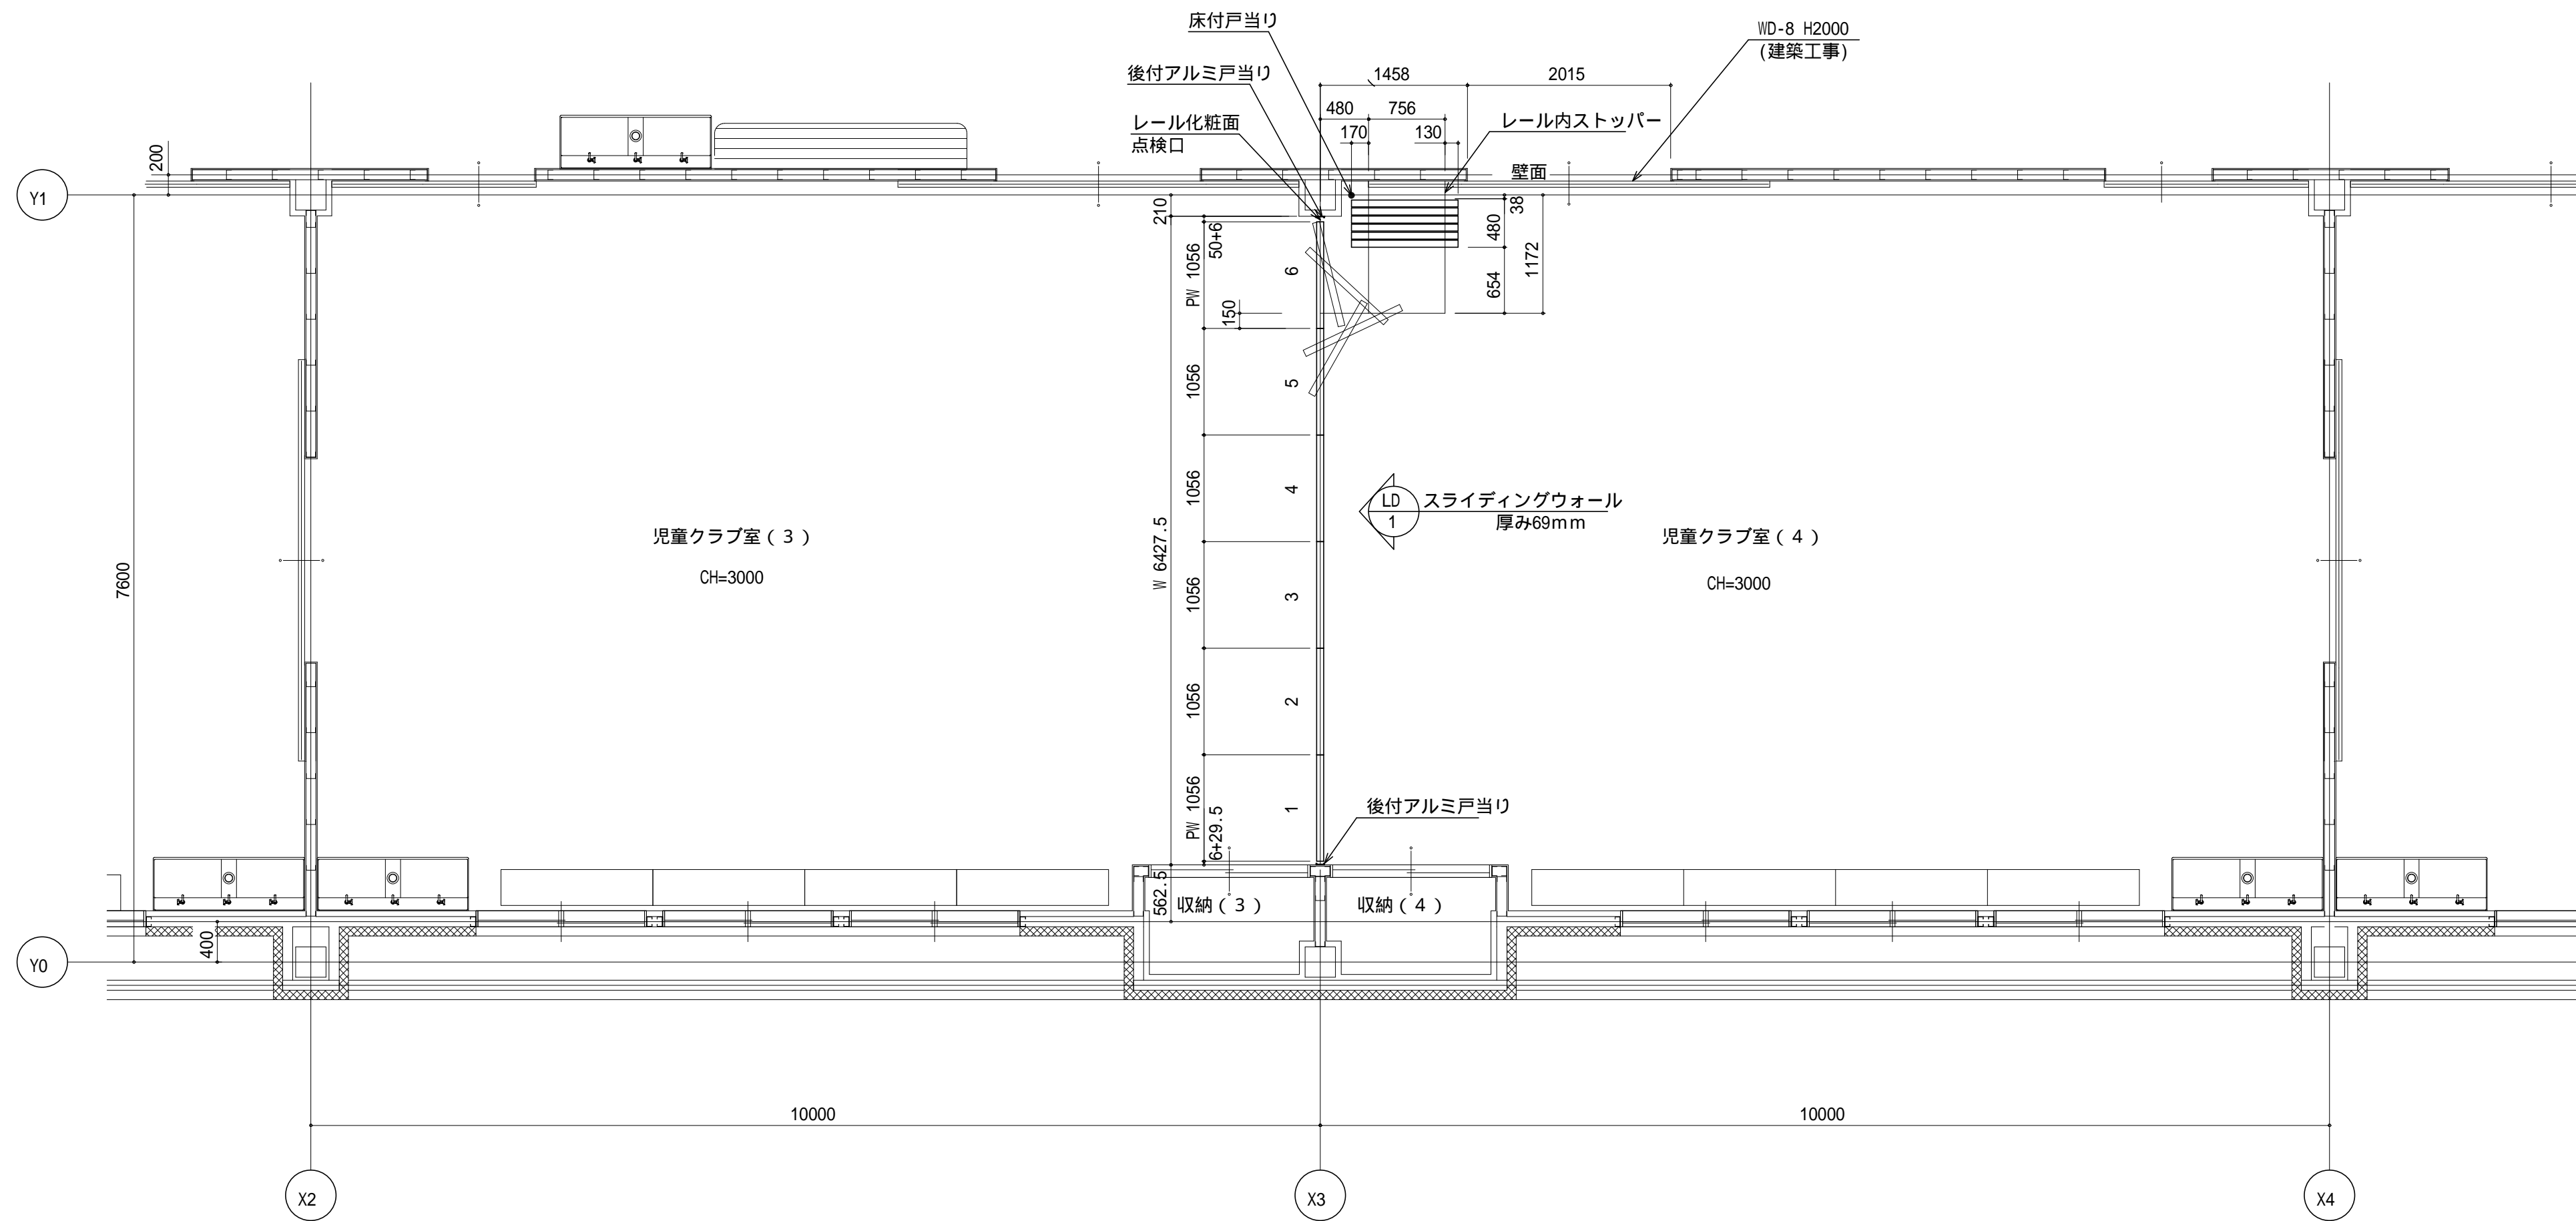 床付戸当り
WD-8 H2000
(建築工事)
後付アルミ戸当り
1458
2015
480
756
レール化粧面
点検口
170
130
レール内ストッパー
200
壁面
Y1
210
38
50+6
480
1172
PW 1056
6
654
150
1056
5
1056
4
LD
1
スライディングウォール
厚み69mm
児童クラブ室(3)
CH=3000
W 6427.5
児童クラブ室(4)
CH=3000
7600
1056
3
1056
2
PW 1056
1
6+29.5
後付アルミ戸当り
562.5
収納(3)
収納(4)
400
Y0
10000
10000
X2
X3
X4